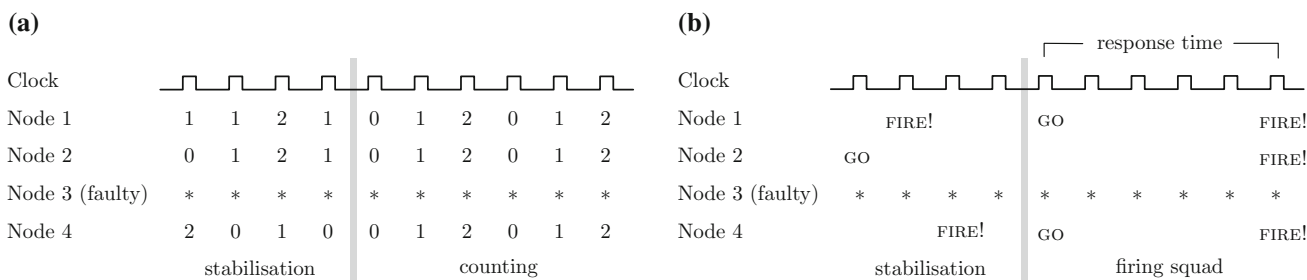 (a)
Clock
Node 1 1 1 2 1 0 1 2 0 1 2
Node 2 0 1 2 1 0 1 2 0 1 2
Node 3 (faulty) * * * * * * * * * *
Node 4 2 0 1 0 0 1 2 0 1 2
stabilisation counting
(b)
response time
Clock
Node 1 FIRE! GO FIRE!
Node 2 GO FIRE!
Node 3 (faulty) * * * * * * * * * *
Node 4 FIRE! GO FIRE!
stabilisation firing squad